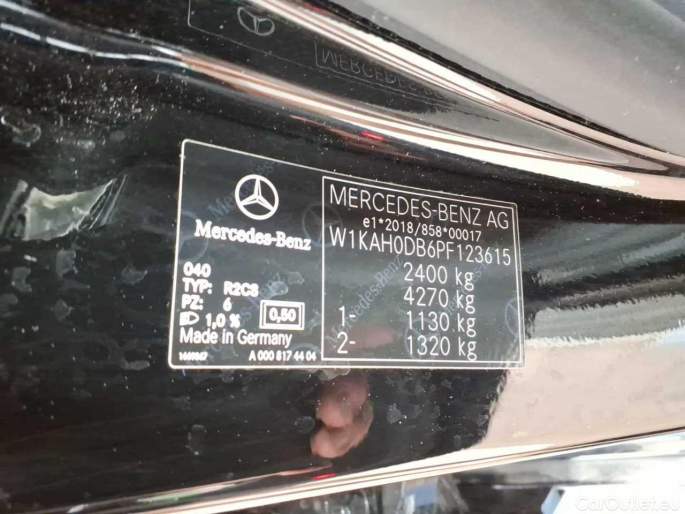 Mercedes-Benz
040
TYP: R2CS
PZ: 6
1,0 % 0,50
Made in Germany
A 000 817 44 04
MERCEDES-BENZ AG
e1*2018/858*00017
W1KAH0DB6PF123615
2400 kg
4270 kg
1- 1130 kg
2- 1320 kg
CarOutlet.eu